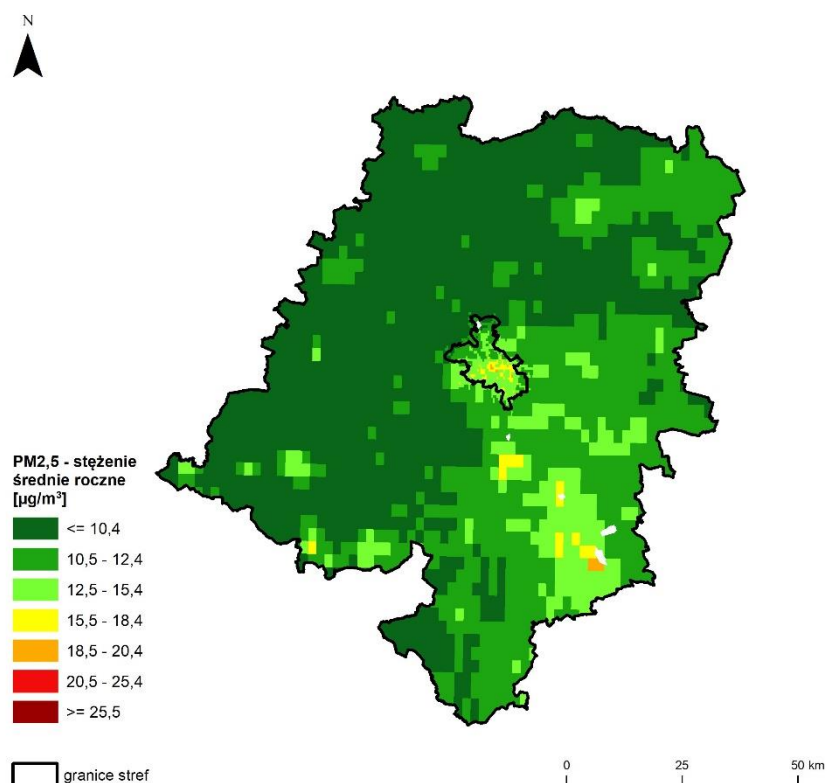 N
PM2,5 - stężenie
średnie roczne
[µg/m³]
<= 10,4
10,5 - 12,4
12,5 - 15,4
15,5 - 18,4
18,5 - 20,4
20,5 - 25,4
>= 25,5
granice stref
0 25 50 km